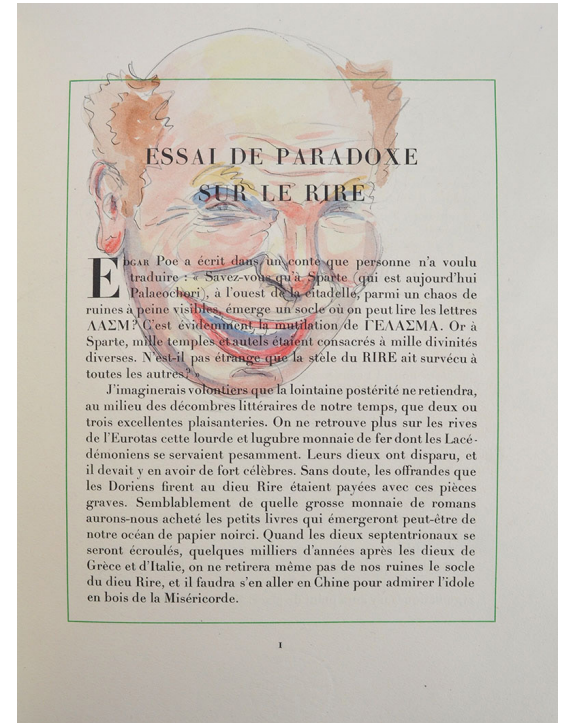 ESSAI DE PARADOXE
SUR LE RIRE
EDGAR Poe a écrit dans un conte que personne n'a voulu
traduire : « Savez-vous qu'à Sparte (qui est aujourd'hui
Palaeochori), à l'ouest de la citadelle, parmi un chaos de
ruines à peine visibles, émerge un socle où on peut lire les lettres
ΛΑΣΜ? C'est évidemment la mutilation de ΓΕΛΑΣΜΑ. Or à
Sparte, mille temples et autels étaient consacrés à mille divinités
diverses. N'est-il pas étrange que la stèle du RIRE ait survécu à
toutes les autres? »
J'imaginerais volontiers que la lointaine postérité ne retiendra,
au milieu des décombres littéraires de notre temps, que deux ou
trois excellentes plaisanteries. On ne retrouve plus sur les rives
de l'Eurotas cette lourde et lugubre monnaie de fer dont les Lacé-
démoniens se servaient pesamment. Leurs dieux ont disparu, et
il devait y en avoir de fort célèbres. Sans doute, les offrandes que
les Doriens firent au dieu Rire étaient payées avec ces pièces
graves. Semblablement de quelle grosse monnaie de romans
aurons-nous acheté les petits livres qui émergeront peut-être de
notre océan de papier noirci. Quand les dieux septentrionaux se
seront écroulés, quelques milliers d'années après les dieux de
Grèce et d'Italie, on ne retirera même pas de nos ruines le socle
du dieu Rire, et il faudra s'en aller en Chine pour admirer l'idole
en bois de la Miséricorde.
1